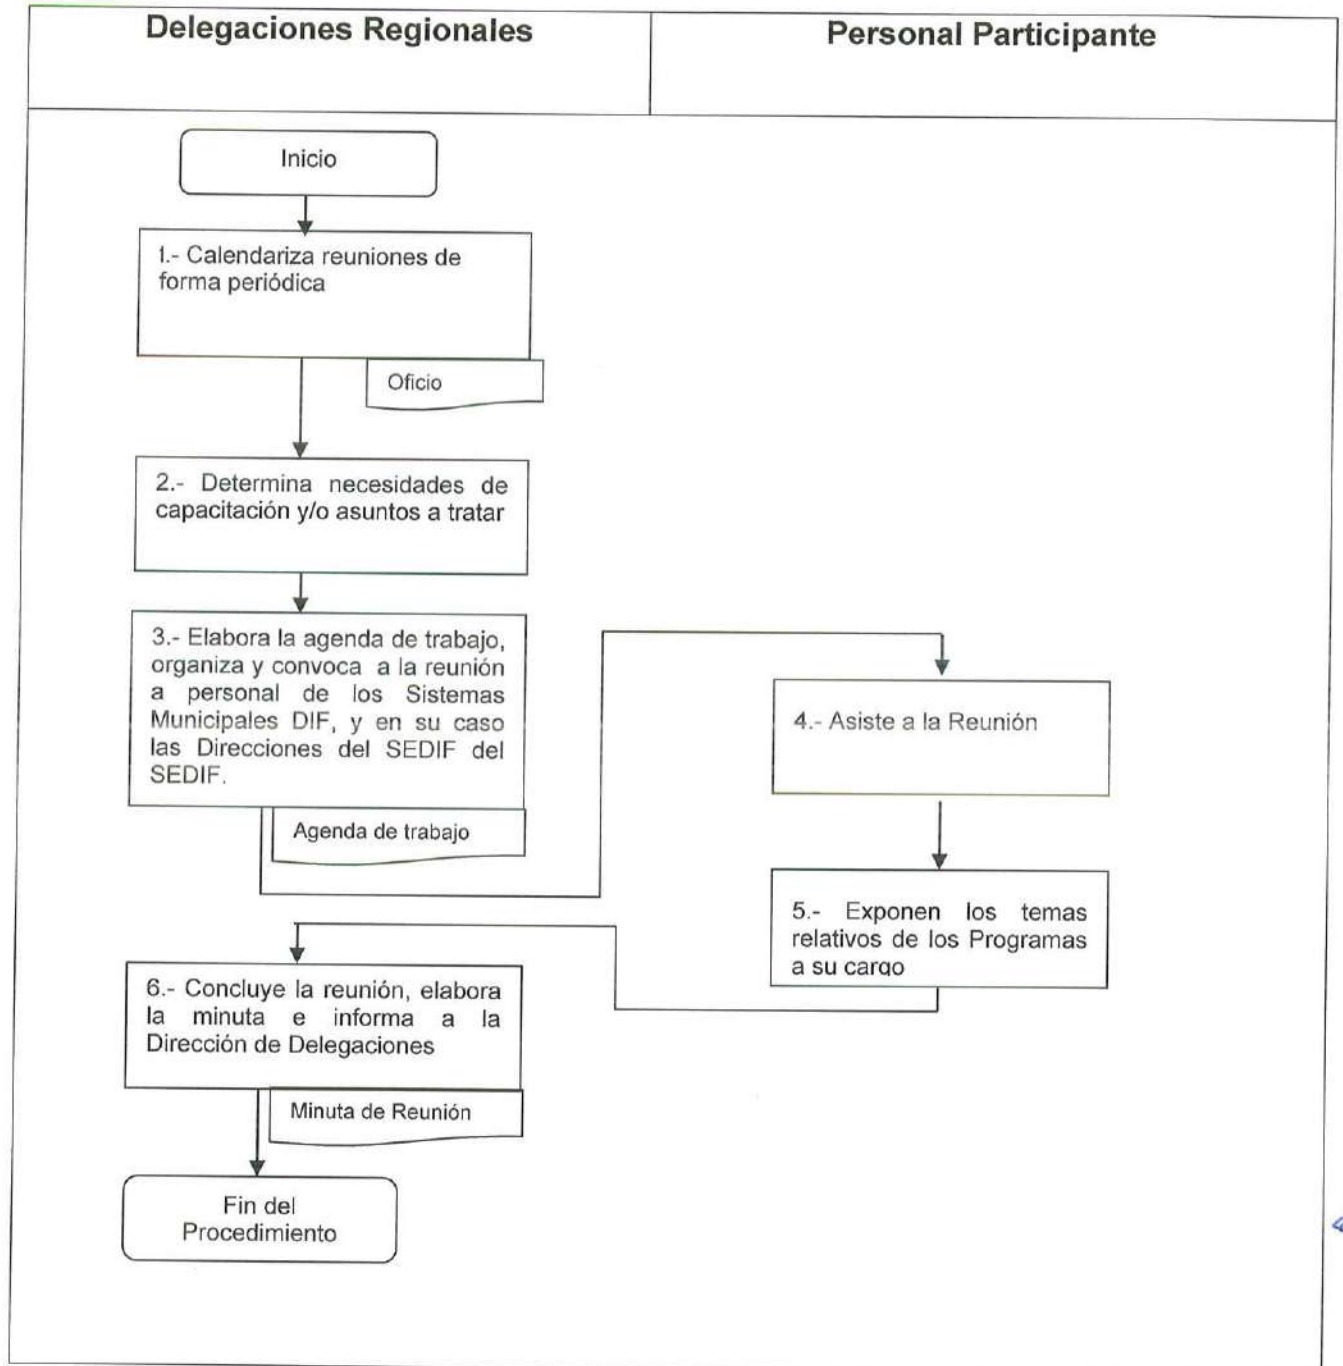 Delegaciones Regionales
Personal Participante
Inicio
1.- Calendariza reuniones de
forma periódica
Oficio
2.- Determina necesidades de
capacitación y/o asuntos a tratar
3.- Elabora la agenda de trabajo,
organiza y convoca a la reunión
a personal de los Sistemas
Municipales DIF, y en su caso
las Direcciones del SEDIF del
SEDIF.
Agenda de trabajo
4.- Asiste a la Reunión
5.- Exponen los temas
relativos de los Programas
a su cargo
6.- Concluye la reunión, elabora
la minuta e informa a la
Dirección de Delegaciones
Minuta de Reunión
Fin del
Procedimiento